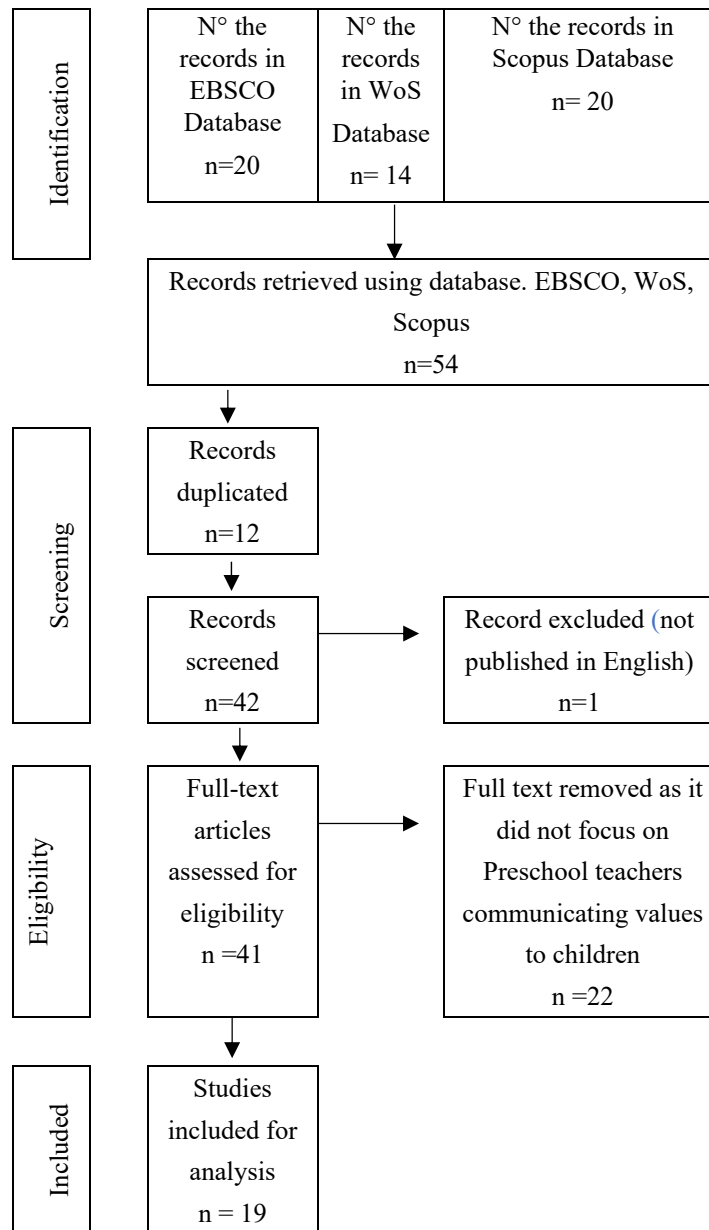 Identification
N° the
records in
EBSCO
Database
n=20
N° the
records
in WoS
Database
n= 14
N° the records in
Scopus Database
n= 20
Records retrieved using database. EBSCO, WoS,
Scopus
n=54
Screening
Records
duplicated
n=12
Records
screened
n=42
Record excluded (not
published in English)
n=1
Eligibility
Full-text
articles
assessed for
eligibility
n =41
Full text removed as it
did not focus on
Preschool teachers
communicating values
to children
n =22
Included
Studies
included for
analysis
n = 19